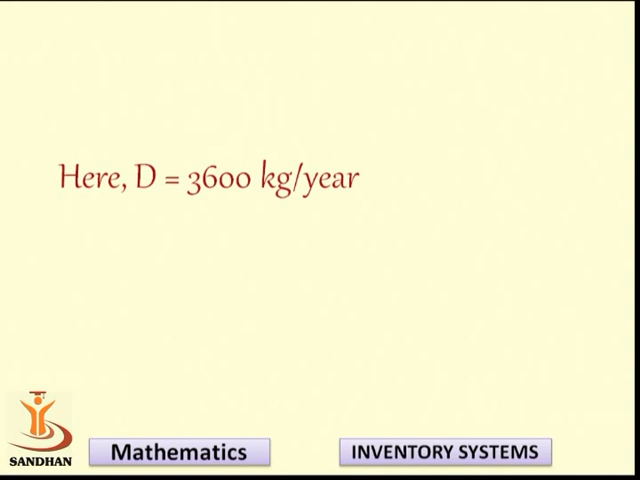 Here, D = 3600 kg/year
SANDHAN
Mathematics
INVENTORY SYSTEMS